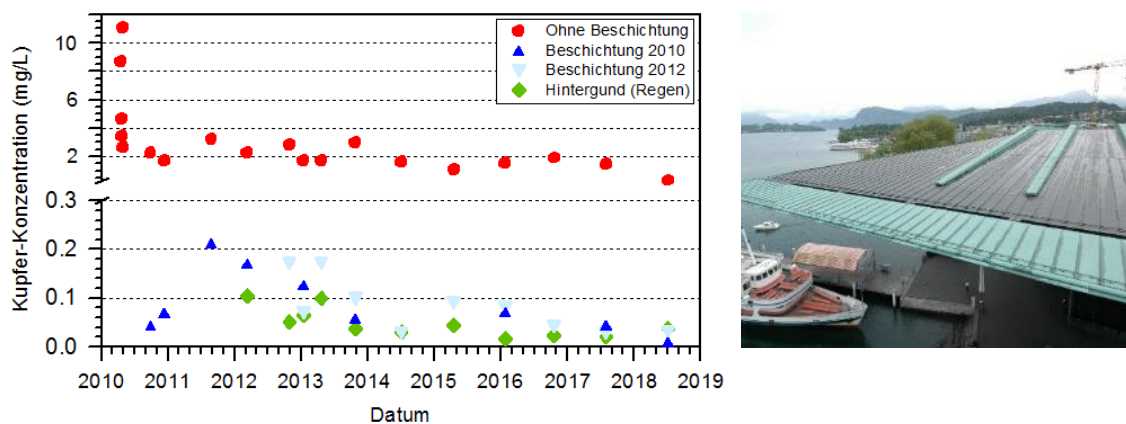 Kupfer-Konzentration (mg/L)
10
6
2
0.3
0.2
0.1
0.0
Ohne Beschichtung
Beschichtung 2010
Beschichtung 2012
Hintergund (Regen)
2010 2011 2012 2013 2014 2015 2016 2017 2018 2019
Datum